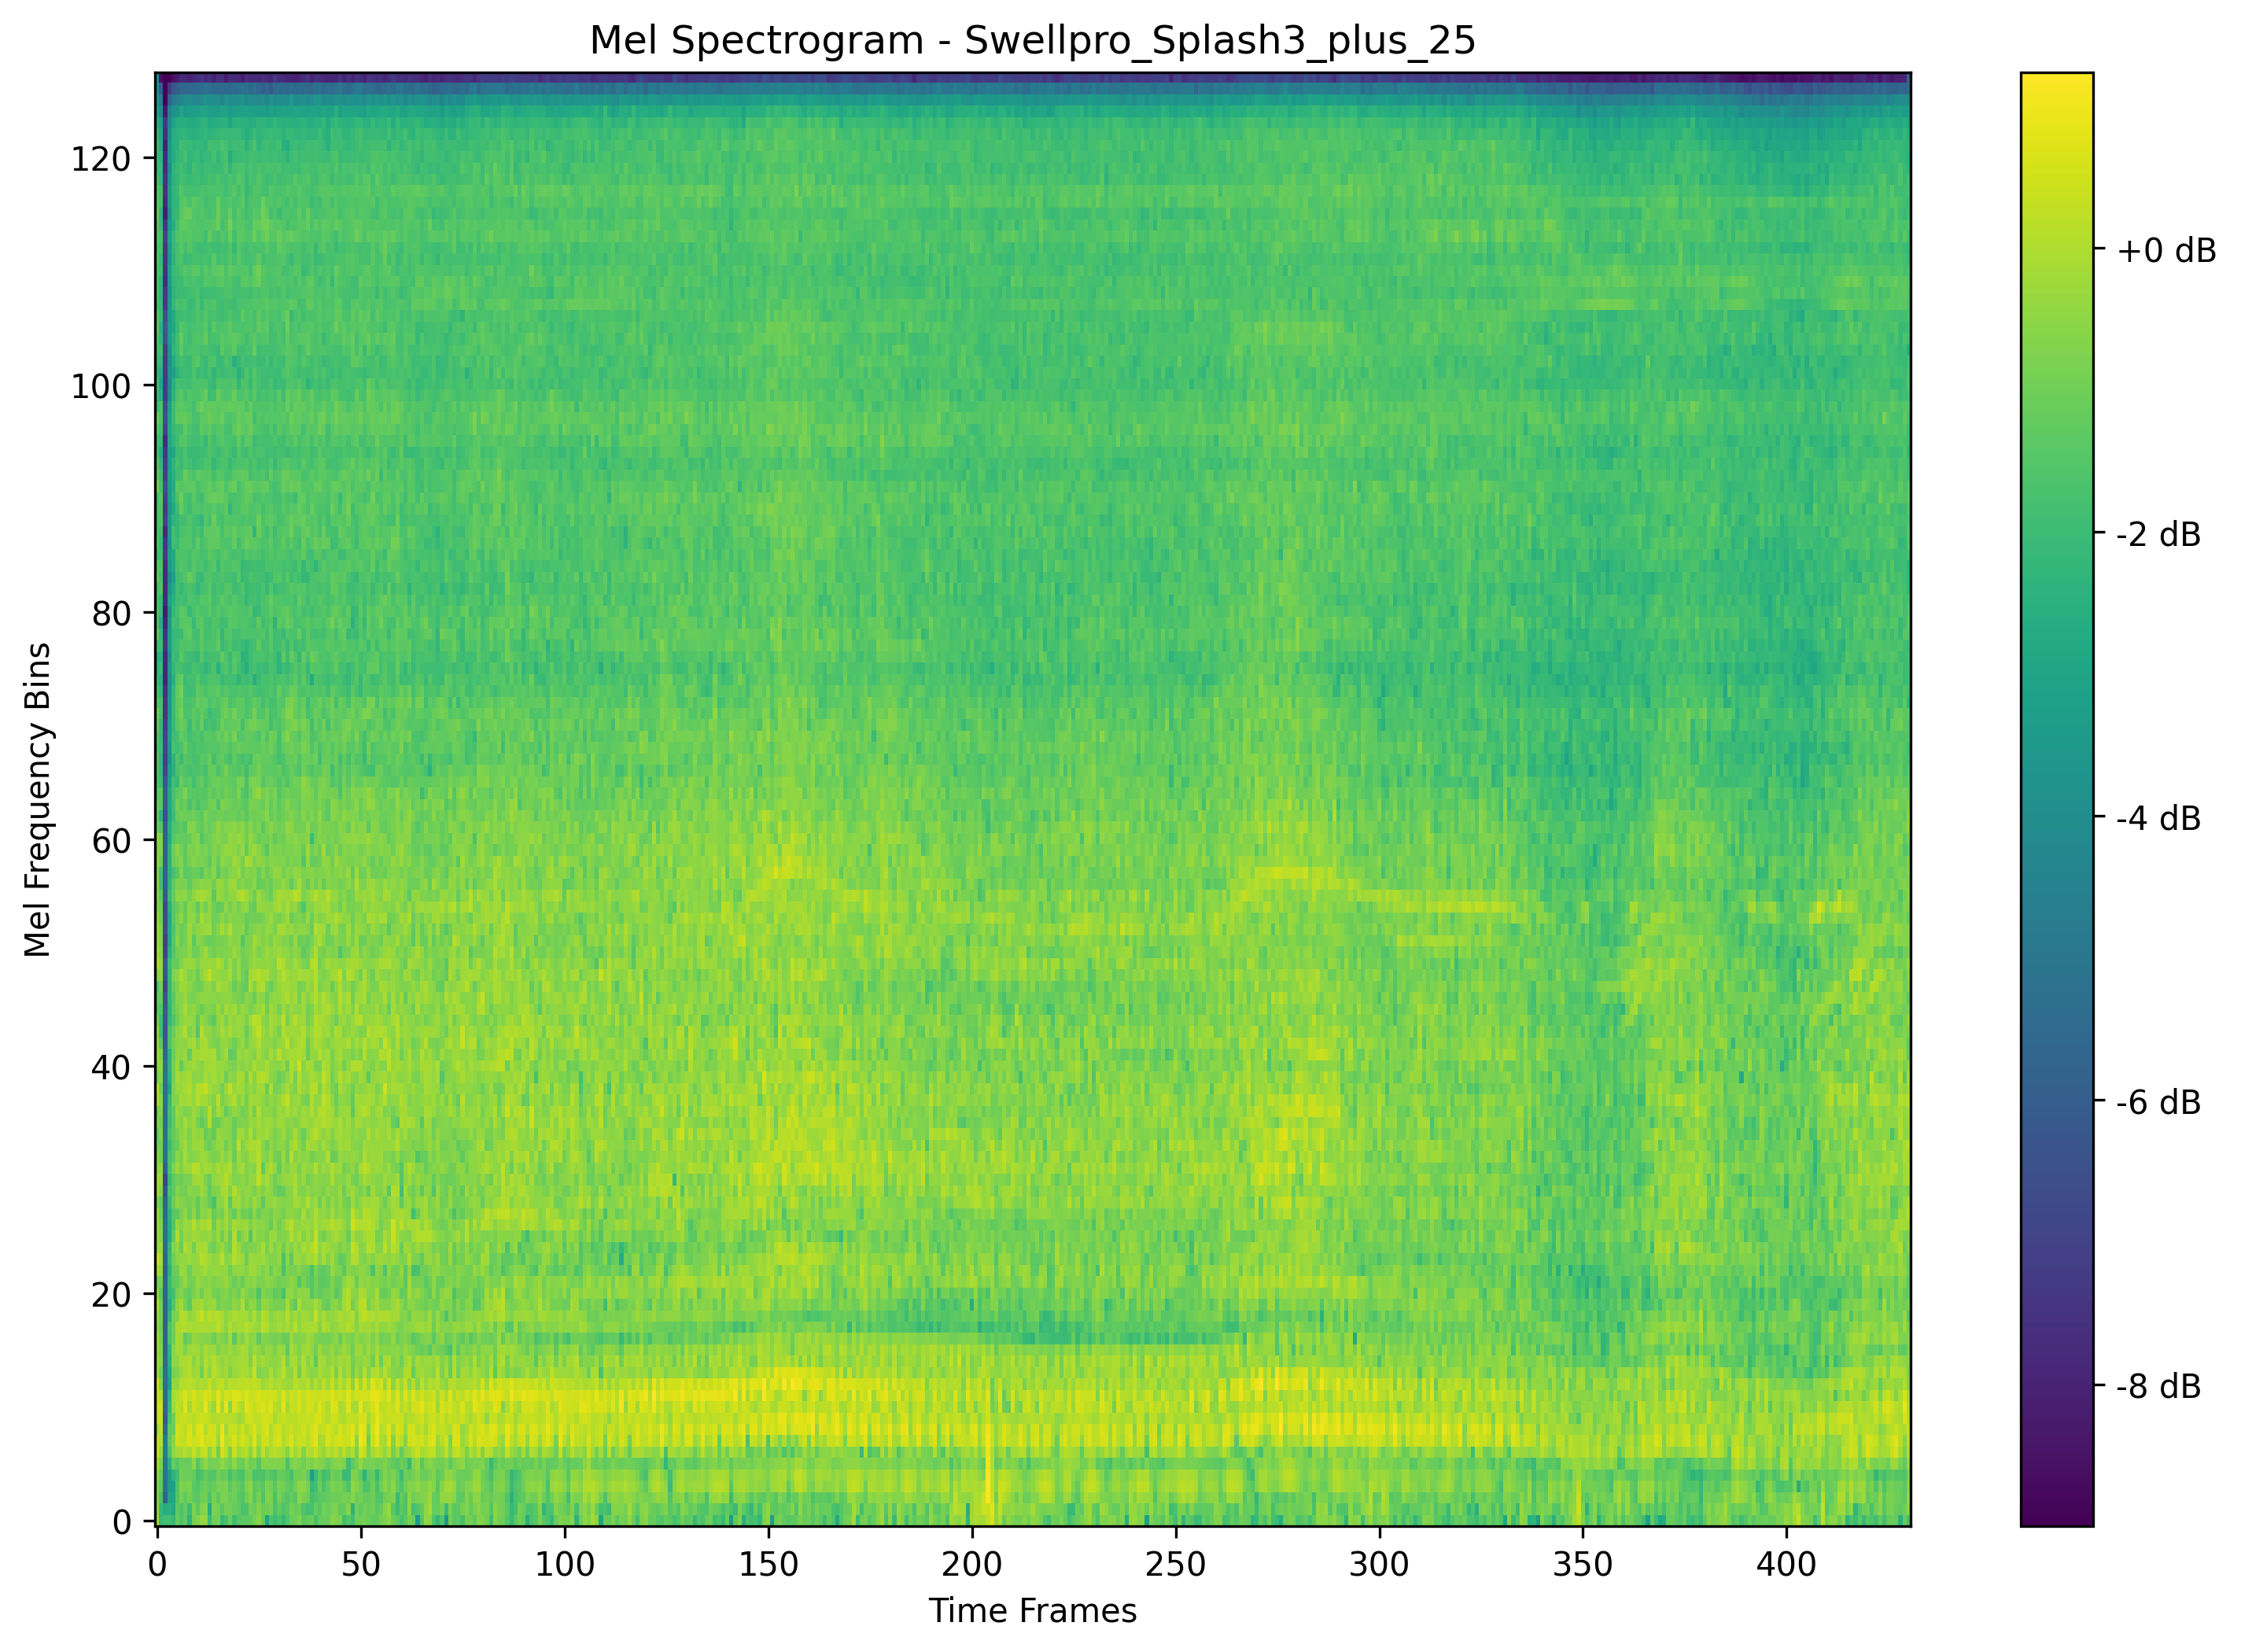 Mel Spectrogram - Swellpro_Splash3_plus_25
Mel Frequency Bins
120
100
80
60
40
20
0
0 50 100 150 200 250 300 350 400
Time Frames
+0 dB
-2 dB
-4 dB
-6 dB
-8 dB